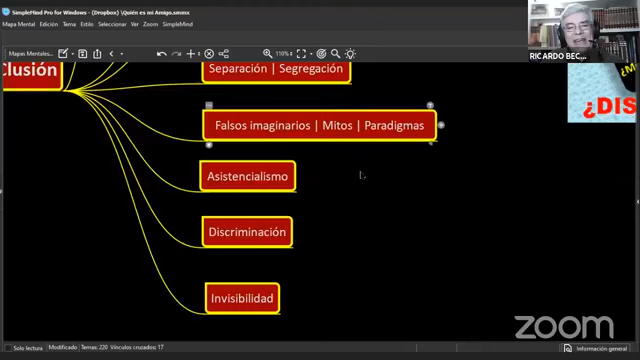 SimpleMind Pro for Windows - (Dropbox) \Quién es mi Amigo.smmx
Mapa Mental Edición Tema Estilo Seleccionar Ver Zoom SimpleMind
Mapas Mentales...
110%
RICARDO BEC...
clusión
Separación | Segregación
Falsos imaginarios | Mitos | Paradigmas
Asistencialismo
Discriminación
Invisibilidad
¿DIS
zoom
Solo lectura Modificado Temas: 220 Vínculos cruzados: 17 Información general